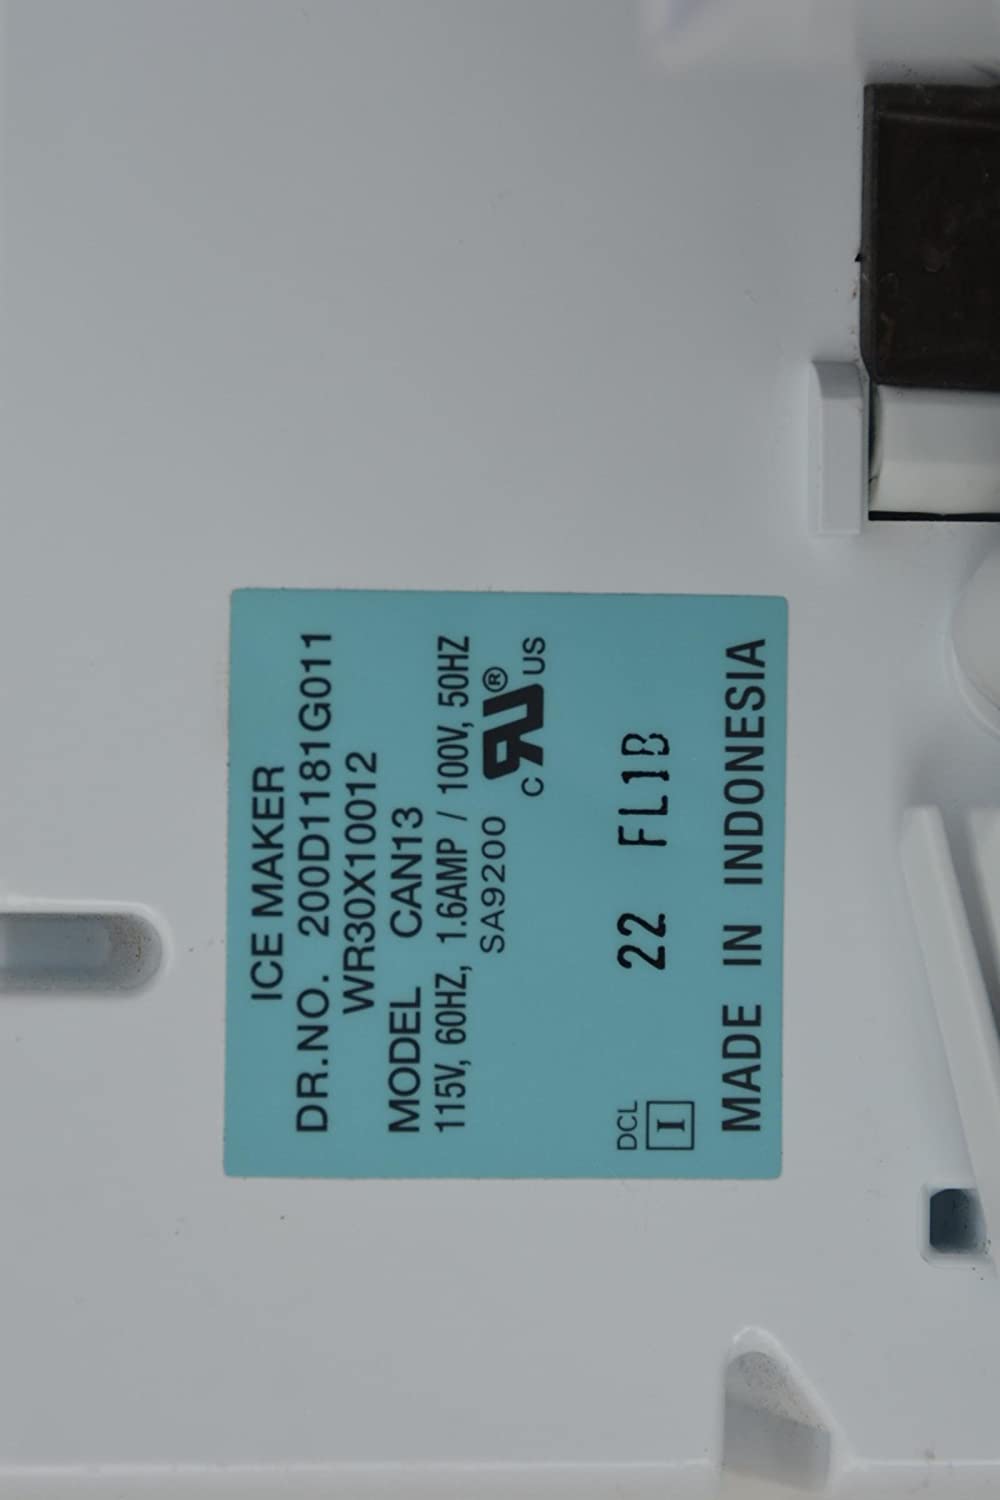 ICE MAKER
DR.NO. 200D1181G011
WR30X10012
MODEL CAN13
115V, 60HZ, 1.6AMP / 100V, 50HZ
SA9200 C RU® US
DCL
I
22 FL1B
MADE IN INDONESIA